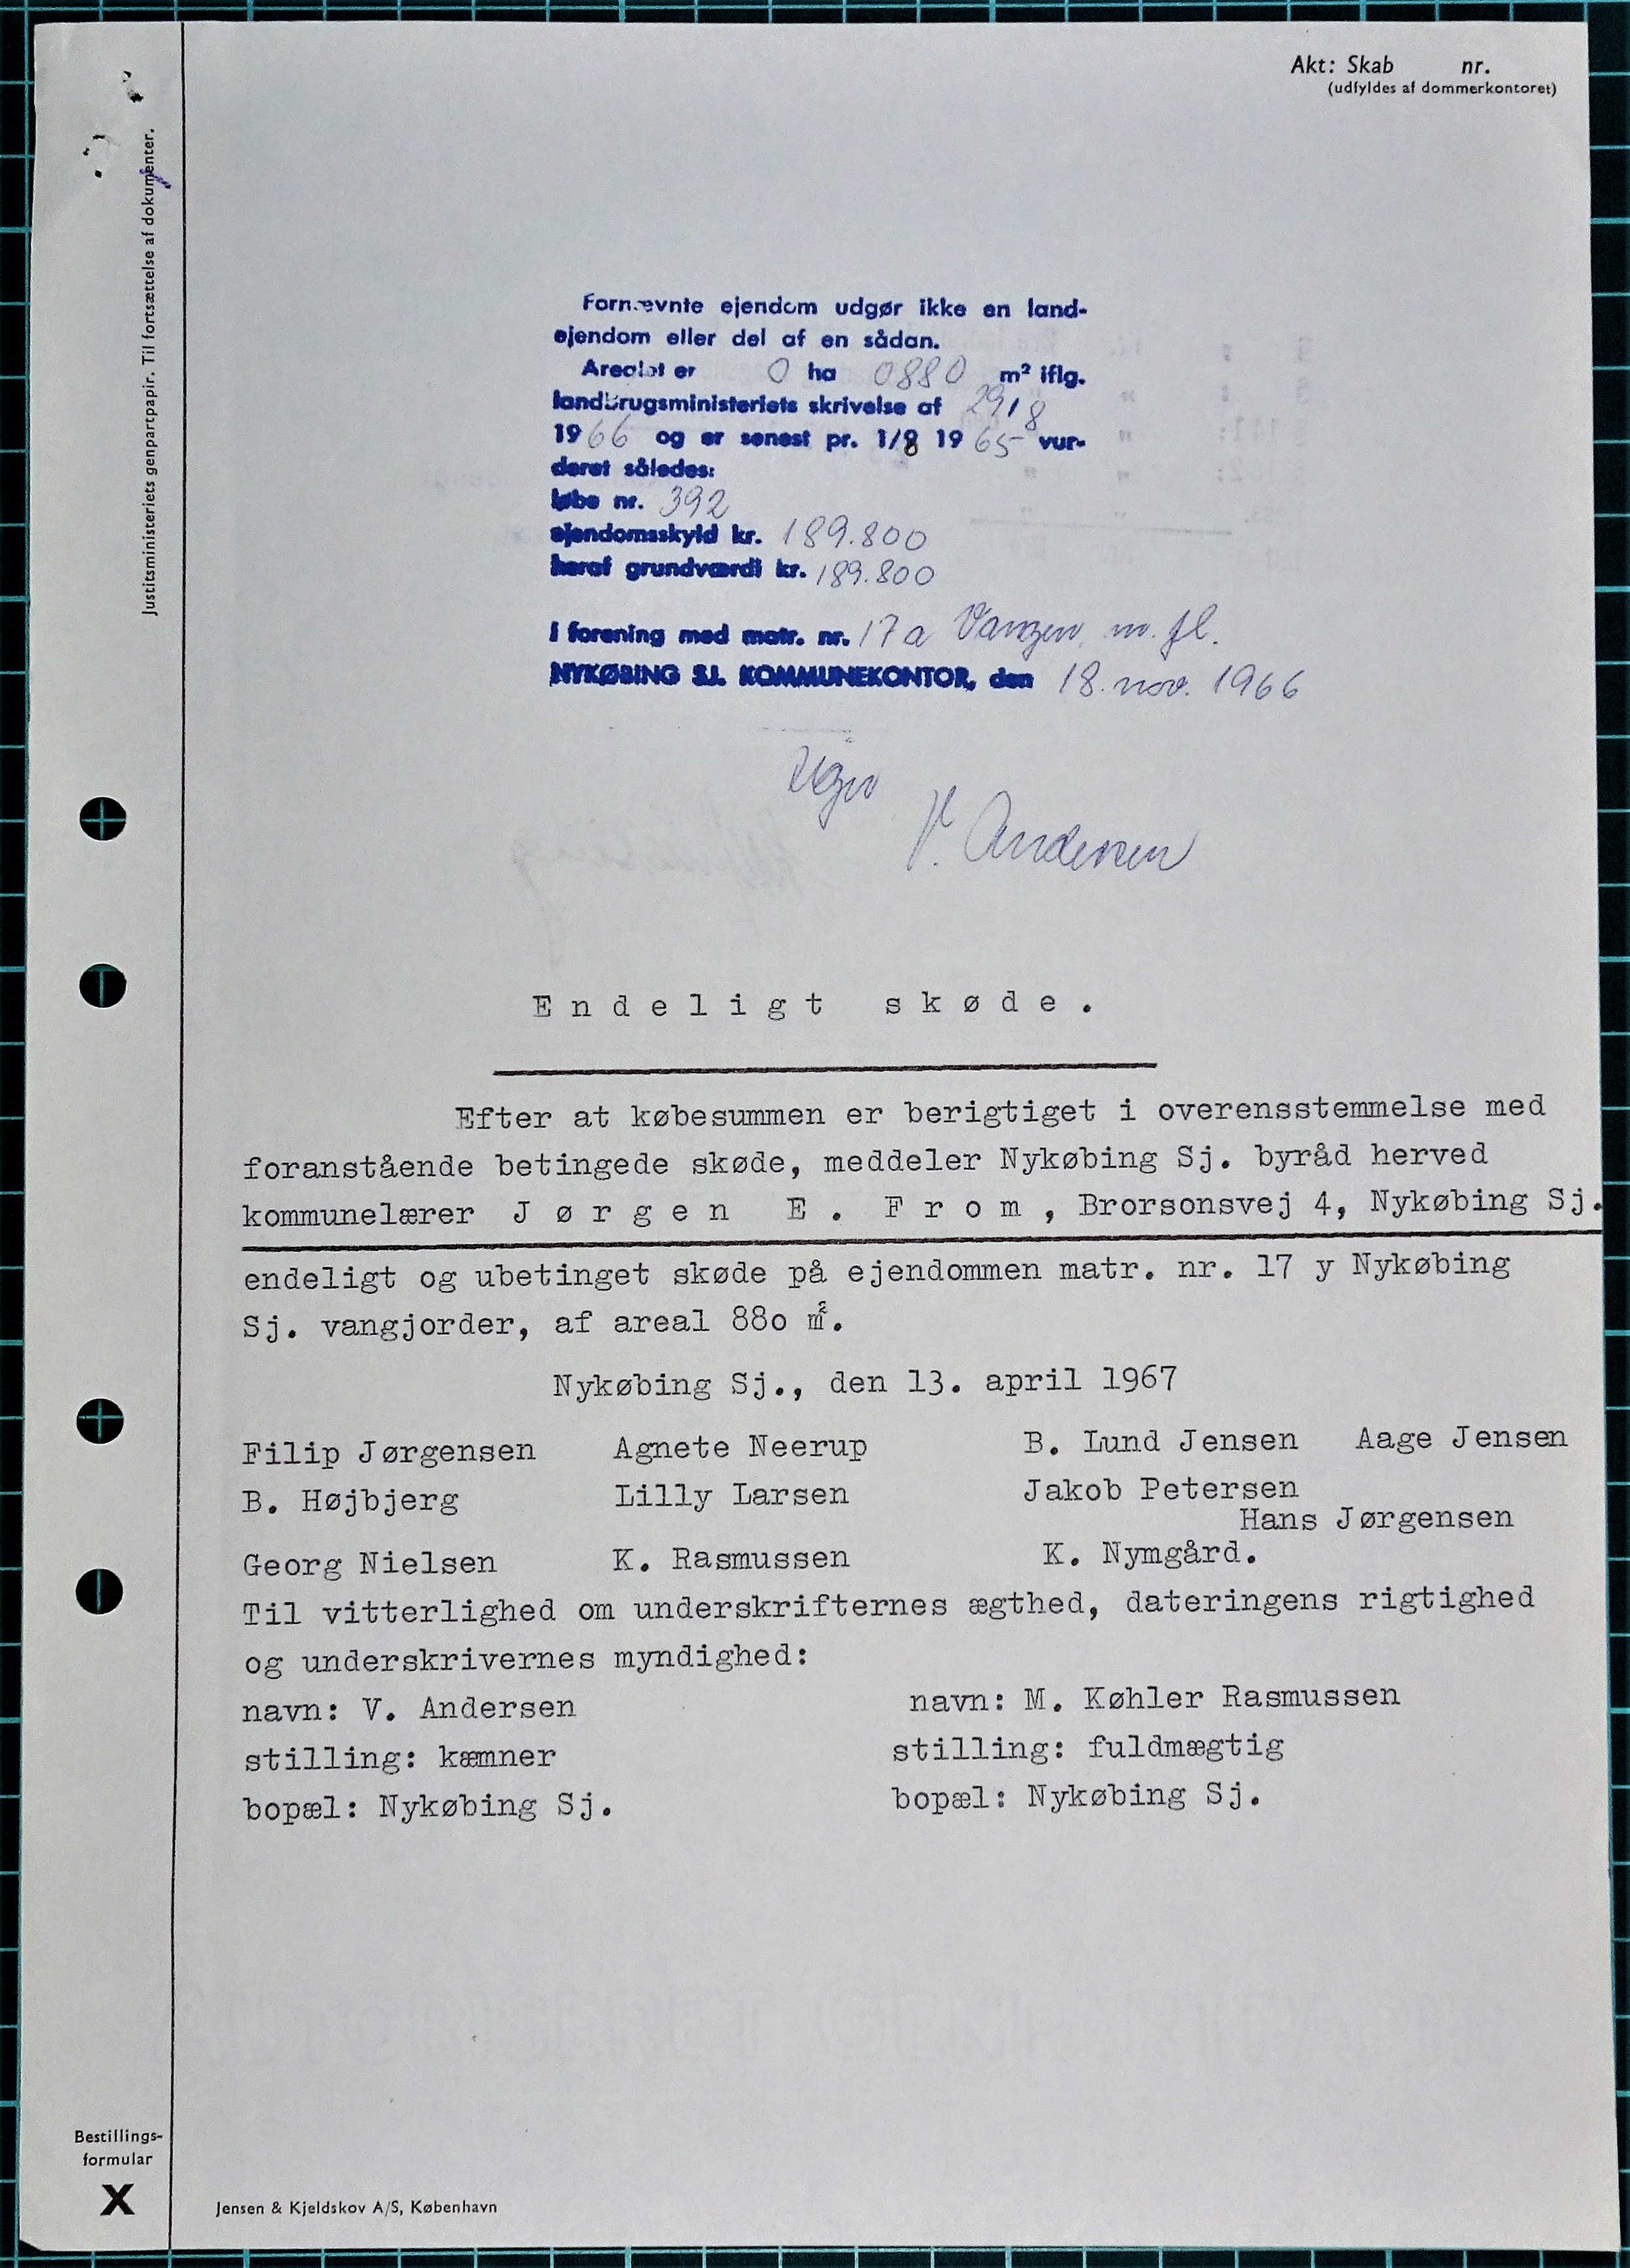 Akt: Skab nr.
(udfyldes af dommerkontoret)
Justitsministeriets genpartpapir. Til fortsættelse af dokumenter.
Fornævnte ejendom udgør ikke en land-
ejendom eller del af en sådan.
Arealet er 0 ha 0880 m² iflg.
landbrugsministeriets skrivelse af 29/8
1966 og er senest pr. 1/8 1965 vur-
deret således:
løbe nr. 392
ejendomsskyld kr. 189.800
heraf grundværdi kr. 189.800
i forening med matr. nr. 17a Vangen m. fl.
NYKØBING SJ. KOMMUNEKONTOR, den 18. nov. 1966
V. Andersen
Endeligt skøde.
Efter at købesummen er berigtiget i overensstemmelse med
foranstående betingede skøde, meddeler Nykøbing Sj. byråd herved
kommunelærer Jørgen E. From, Brorsonsvej 4, Nykøbing Sj.
endeligt og ubetinget skøde på ejendommen matr. nr. 17 y Nykøbing
Sj. vangjorder, af areal 88o m².
Nykøbing Sj., den 13. april 1967
Filip Jørgensen Agnete Neerup B. Lund Jensen Aage Jensen
B. Højbjerg Lilly Larsen Jakob Petersen
Hans Jørgensen
Georg Nielsen K. Rasmussen K. Nymgård.
Til vitterlighed om underskrifternes ægthed, dateringens rigtighed
og underskrivernes myndighed:
navn: V. Andersen navn: M. Køhler Rasmussen
stilling: kæmner stilling: fuldmægtig
bopæl: Nykøbing Sj. bopæl: Nykøbing Sj.
Bestillings-
formular
X
Jensen & Kjeldskov A/S, København